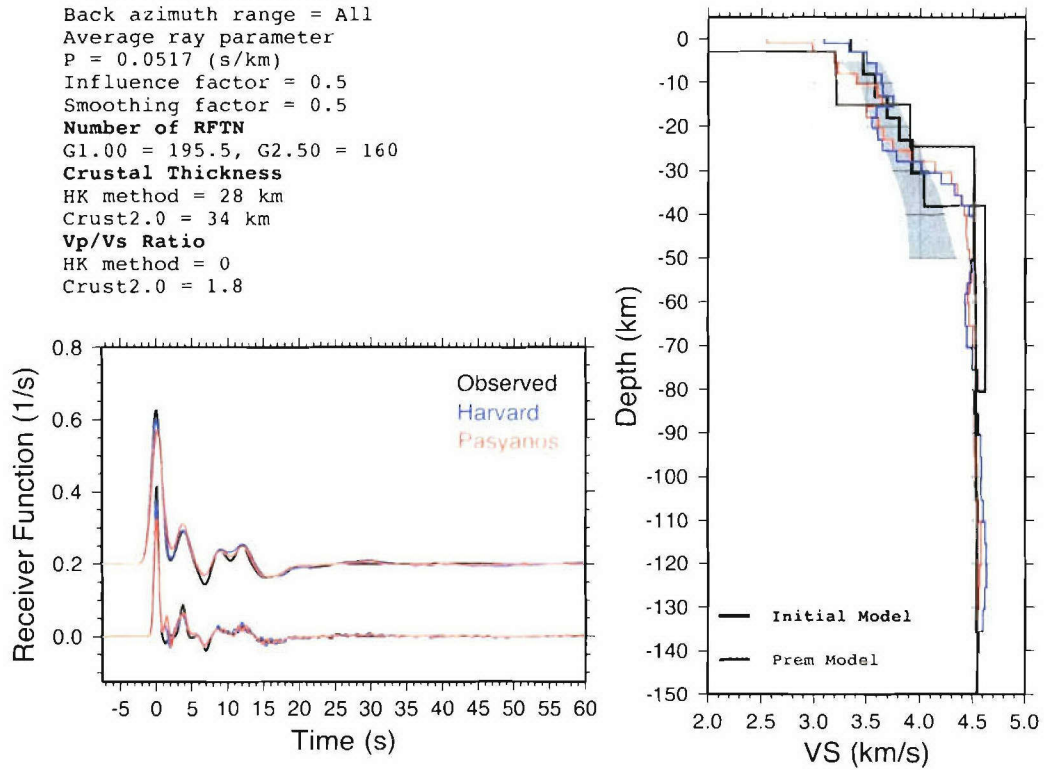 Back azimuth range = All
Average ray parameter
P = 0.0517 (s/km)
Influence factor = 0.5
Smoothing factor = 0.5
Number of RFTN
G1.00 = 195.5, G2.50 = 160
Crustal Thickness
HK method = 28 km
Crust2.0 = 34 km
Vp/Vs Ratio
HK method = 0
Crust2.0 = 1.8
0.8
0.6
0.4
0.2
0.0
Receiver Function (1/s)
Observed
Harvard
Pasyanos
-5 0 5 10 15 20 25 30 35 40 45 50 55 60
Time (s)
0
-10
-20
-30
-40
-50
-60
-70
-80
-90
-100
-110
-120
-130
-140
-150
Depth (km)
Initial Model
Prem Model
2.0 2.5 3.0 3.5 4.0 4.5 5.0
VS (km/s)